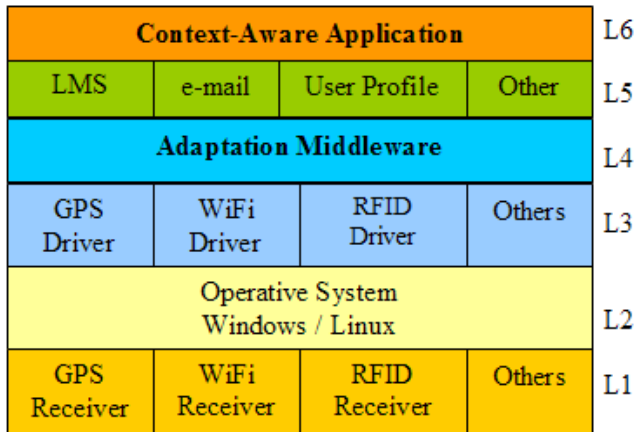 Context-Aware Application L6
LMS e-mail User Profile Other L5
Adaptation Middleware L4
GPS Driver WiFi Driver RFID Driver Others L3
Operative System
Windows / Linux L2
GPS Receiver WiFi Receiver RFID Receiver Others L1